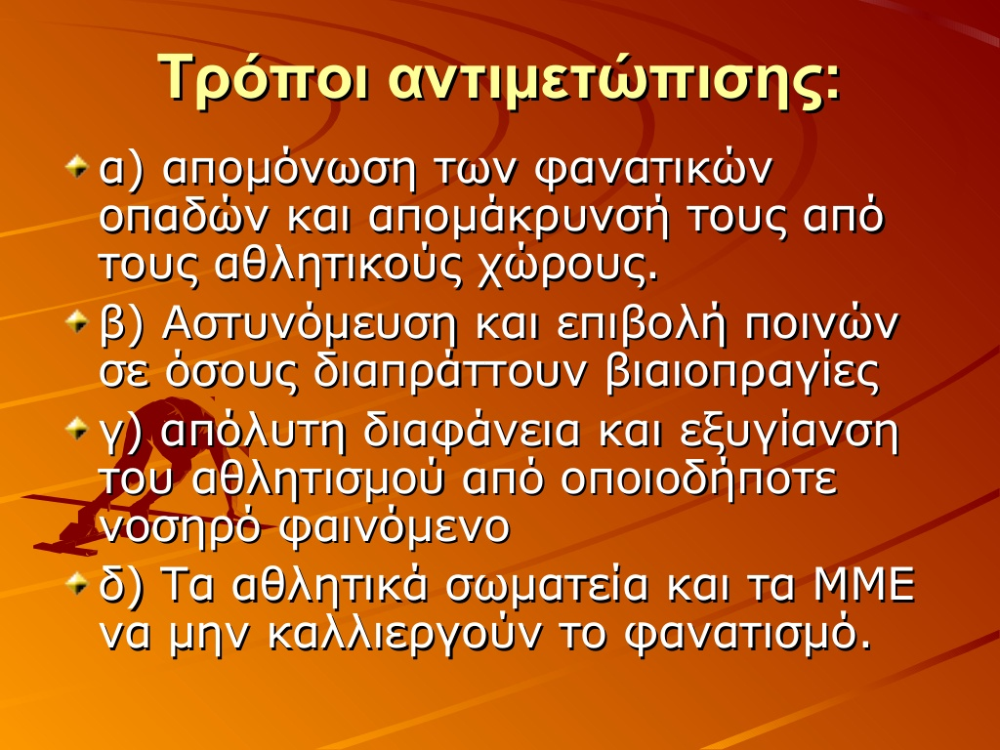 Τρόποι αντιμετώπισης:
α) απομόνωση των φανατικών
οπαδών και απομάκρυνσή τους από
τους αθλητικούς χώρους.
β) Αστυνόμευση και επιβολή ποινών
σε όσους διαπράττουν βιαιοπραγίες
γ) απόλυτη διαφάνεια και εξυγίανση
του αθλητισμού από οποιοδήποτε
νοσηρό φαινόμενο
δ) Τα αθλητικά σωματεία και τα ΜΜΕ
να μην καλλιεργούν το φανατισμό.